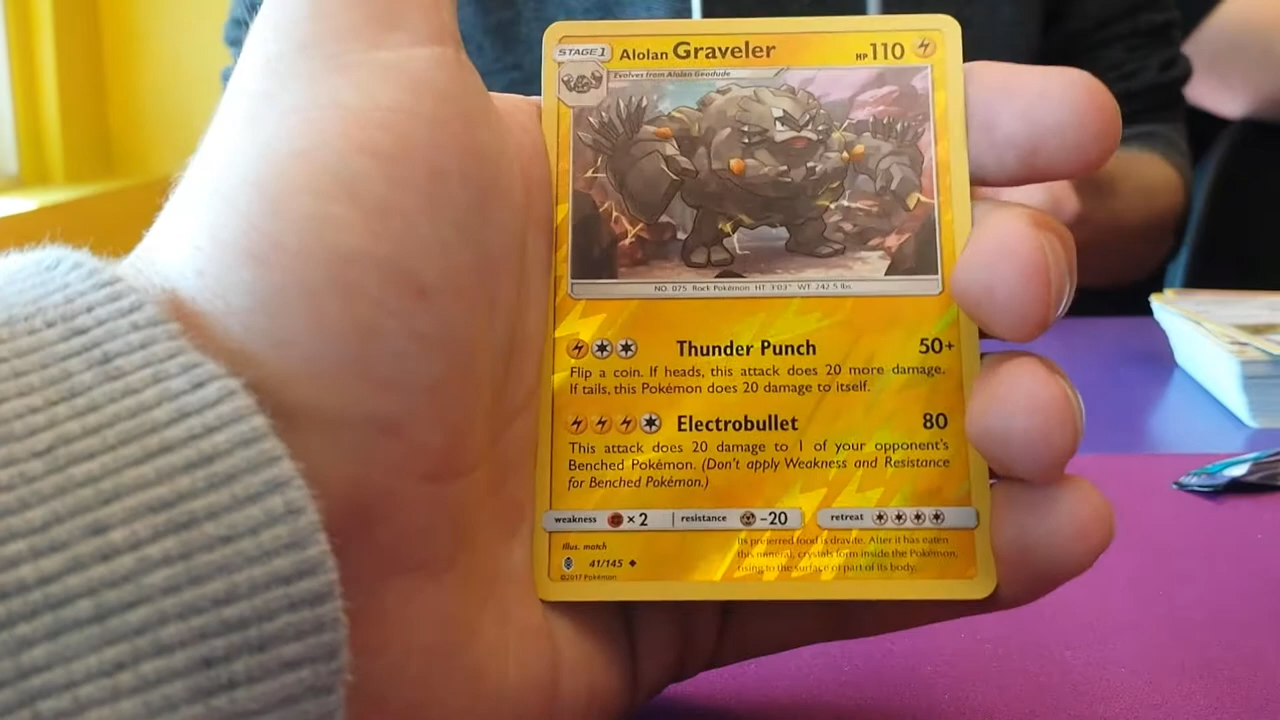 STAGE 1 Alolan Graveler HP 110
Evolves from Alolan Geodude
NO. 075 Rock Pokémon HT 3'03" WT 242.5 lbs.
Thunder Punch 50+
Flip a coin. If heads, this attack does 20 more damage.
If tails, this Pokémon does 20 damage to itself.
Electrobullet 80
This attack does 20 damage to 1 of your opponent's
Benched Pokémon. (Don't apply Weakness and Resistance
for Benched Pokémon.)
weakness ×2 resistance -20 retreat
Its preferred food is dravite. After it has eaten
this mineral, crystals form inside the Pokémon,
rising to the surface of part of its body.
Illus. match
41/145
©2017 Pokémon